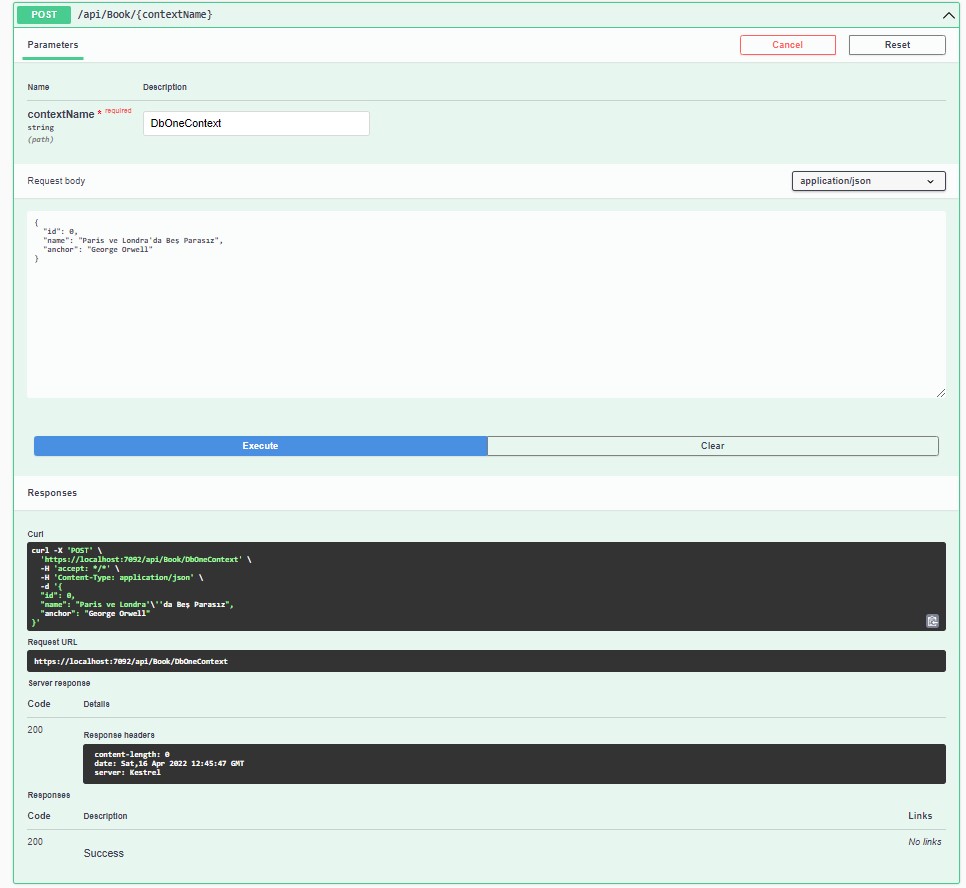 POST /api/Book/{contextName}
Parameters Cancel Reset
Name Description
contextName * required DbOneContext
string
(path)
Request body application/json
{
"id": 0,
"name": "Paris ve Londra'da Beş Parasız",
"anchor": "George Orwell"
}
Execute Clear
Responses
Curl
curl -X 'POST' \
'https://localhost:7092/api/Book/DbOneContext' \
-H 'accept: */*' \
-H 'Content-Type: application/json' \
-d '{
"id": 0,
"name": "Paris ve Londra'\''da Beş Parasız",
"anchor": "George Orwell"
}'
Request URL
https://localhost:7092/api/Book/DbOneContext
Server response
Code Details
200
Response headers
content-length: 0
date: Sat,16 Apr 2022 12:45:47 GMT
server: Kestrel
Responses
Code Description Links
200 No links
Success